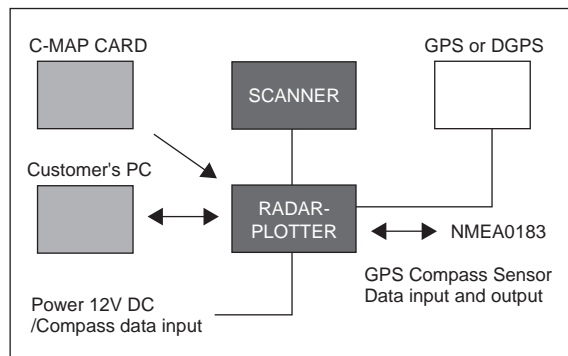 C-MAP CARD
GPS or DGPS
SCANNER
Customer's PC
RADAR-
PLOTTER
NMEA0183
GPS Compass Sensor
Data input and output
Power 12V DC
/Compass data input